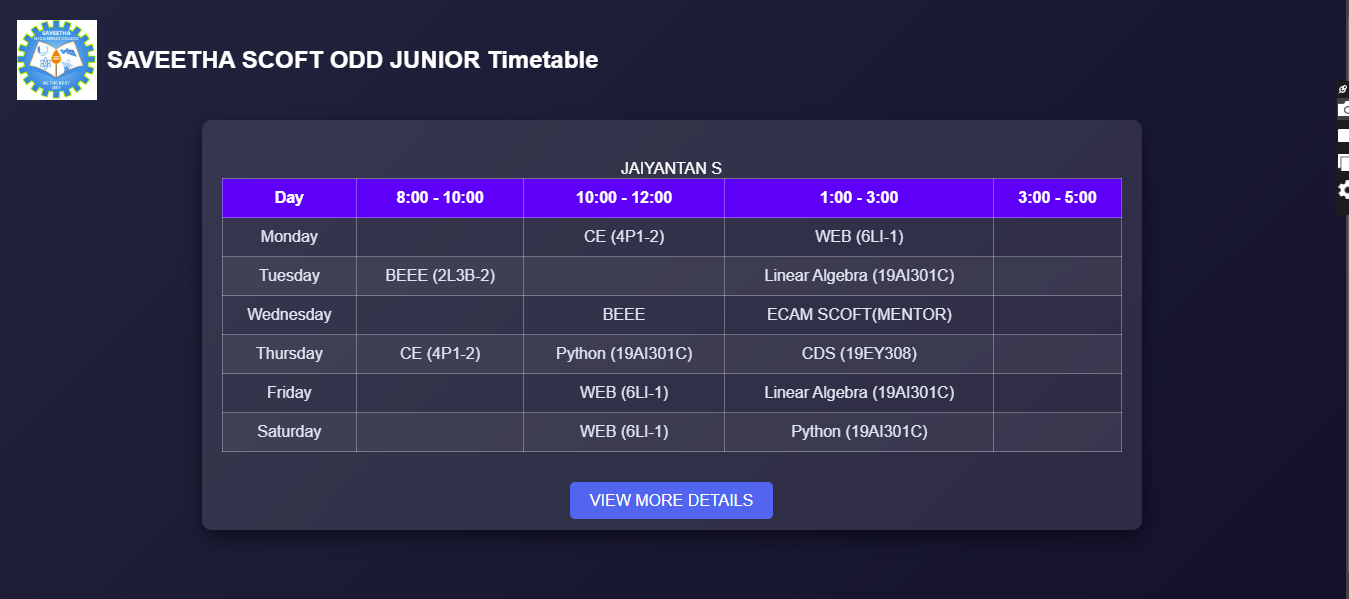 SAVEETHA
ENGINEERING COLLEGE
BE THE BEST
SAVEETHA SCOFT ODD JUNIOR Timetable
JAIYANTAN S
Day 8:00 - 10:00 10:00 - 12:00 1:00 - 3:00 3:00 - 5:00
Monday CE (4P1-2) WEB (6LI-1)
Tuesday BEEE (2L3B-2) Linear Algebra (19AI301C)
Wednesday BEEE ECAM SCOFT(MENTOR)
Thursday CE (4P1-2) Python (19AI301C) CDS (19EY308)
Friday WEB (6LI-1) Linear Algebra (19AI301C)
Saturday WEB (6LI-1) Python (19AI301C)
VIEW MORE DETAILS